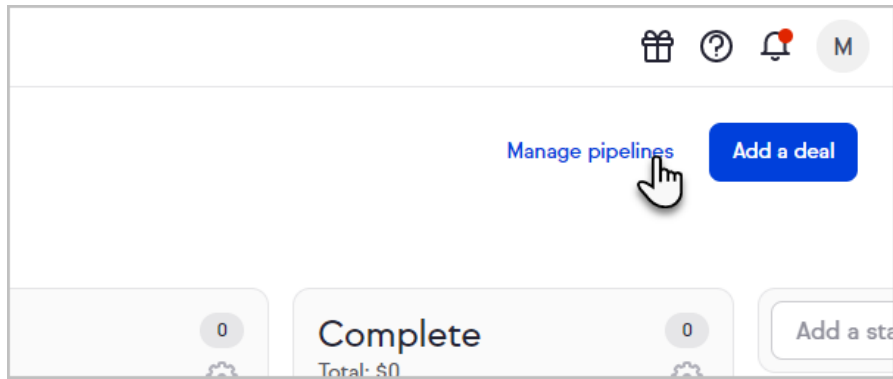 M
Manage pipelines
Add a deal
0
Complete
0
Add a sta
Total: $0